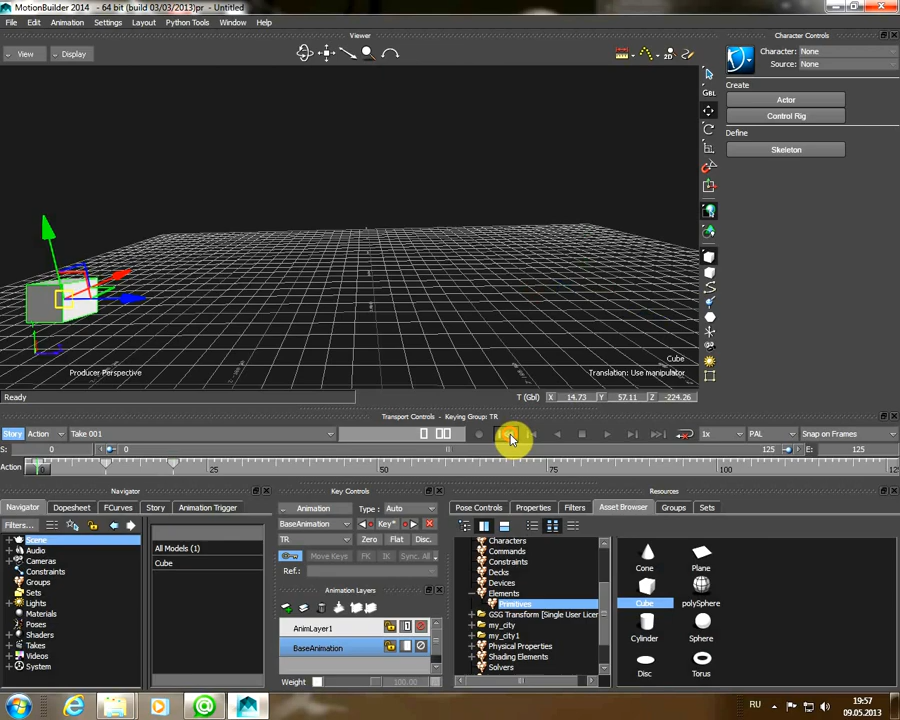 MotionBuilder 2014 - 64 bit (build 03/03/2013)pr - Untitled
File Edit Animation Settings Layout Python Tools Window Help
Viewer
Character Controls
View Display
2D
Character: None
Source: None
GBL
Create
Actor
Control Rig
Define
Skeleton
Cube
Producer Perspective
Translation: Use manipulator
Ready
T (Gbl) X 14.73 Y 57.11 Z -224.26
Transport Controls - Keying Group: TR
Story Action Take 001 0 00 1x PAL Snap on Frames
S: 0 0 125 E: 125
Action 0 25 50 75 100 125
Navigator
Key Controls
Resources
Navigator Dopesheet FCurves Story Animation Trigger
Animation Type : Auto
Pose Controls Properties Filters Asset Browser Groups Sets
Filters...
BaseAnimation Key*
TR Zero Flat Disc.
Move Keys FK IK Sync. All
Ref.:
Scene
Audio
Cameras
Constraints
Groups
Sets
Lights
Materials
Poses
Shaders
Takes
Videos
System
All Models (1)
Cube
Animation Layers
AnimLayer1
BaseAnimation
Weight 100.00
Characters
Commands
Constraints
Decks
Devices
Elements
Primitives
GSG Transform [Single User Licer
my_city
my_city1
Physical Properties
Shading Elements
Solvers
Cone Plane
Cube polySphere
Cylinder Sphere
Disc Torus
RU 19:57
09.05.2013